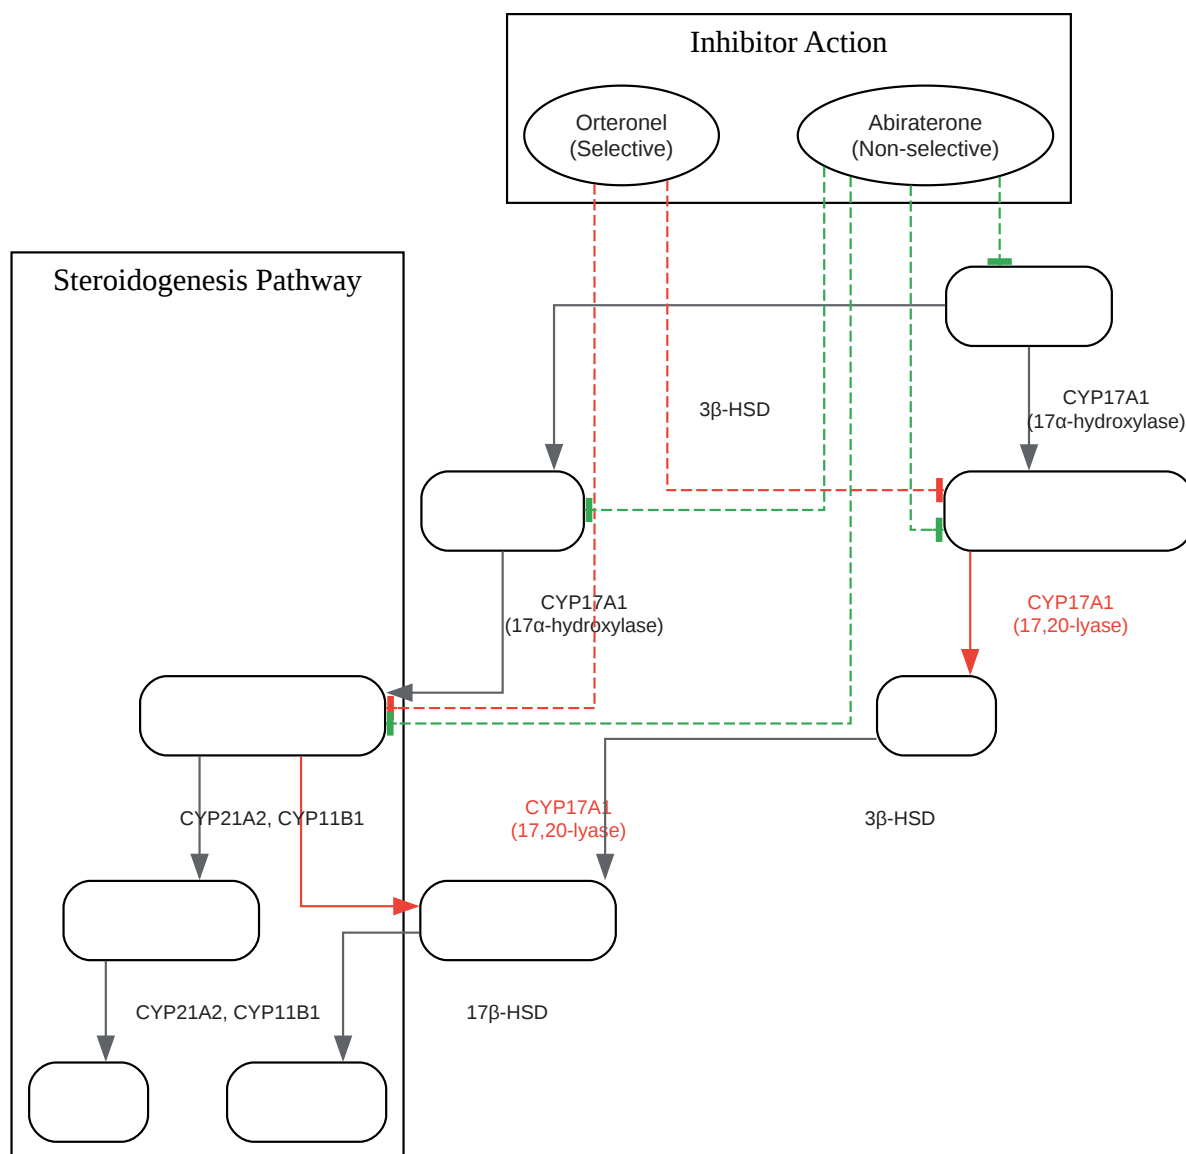 Inhibitor Action
Orteronel
(Selective)
Abiraterone
(Non-selective)
Steroidogenesis Pathway
3β-HSD
CYP17A1
(17α-hydroxylase)
CYP17A1
(17α-hydroxylase)
CYP17A1
(17,20-lyase)
CYP21A2, CYP11B1
CYP17A1
(17,20-lyase)
3β-HSD
CYP21A2, CYP11B1
17β-HSD